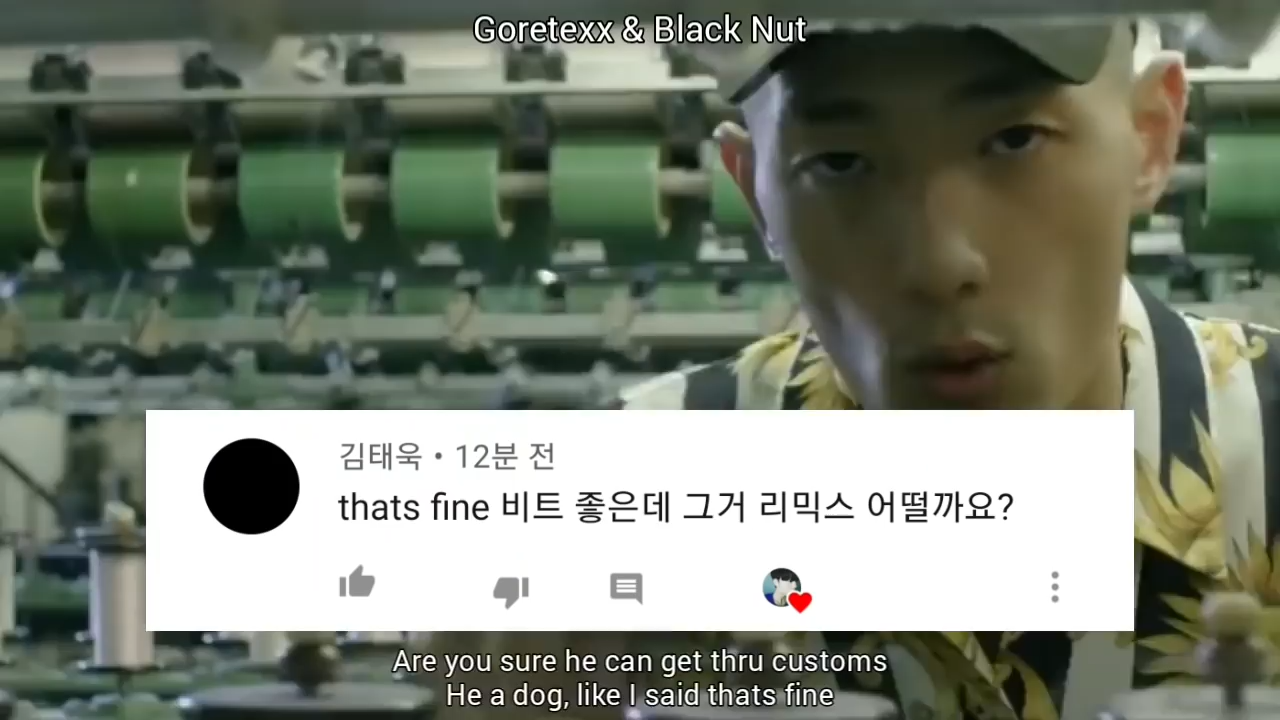 Goretexx & Black Nut
김태욱 • 12분 전
thats fine 비트 좋은데 그거 리믹스 어떨까요?
Are you sure he can get thru customs
He a dog, like I said thats fine